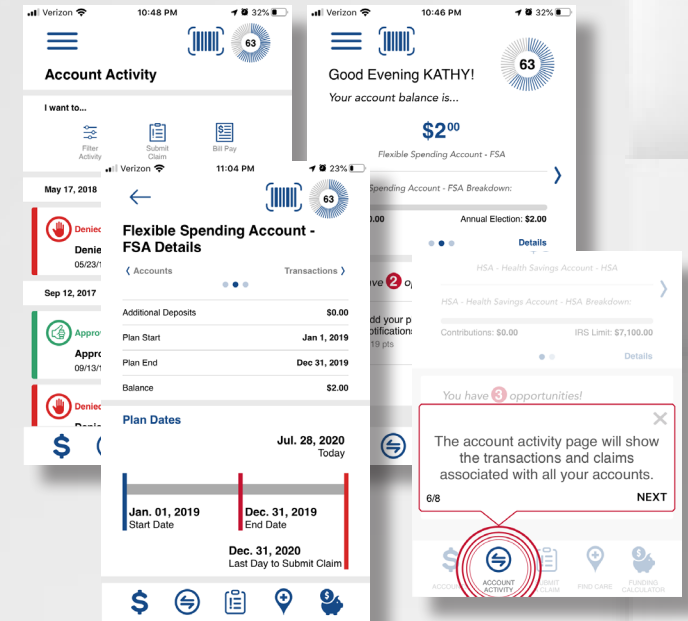 Verizon
10:48 PM
32%
63
Account Activity
I want to...
Filter
Activity
Submit
Claim
$
Bill Pay
May 17, 2018
Denied
05/23/1
Sep 12, 2017
09/13/1
Denied
$
Verizon
10:46 PM
32%
63
Good Evening KATHY!
Your account balance is...
$2⁰⁰
Flexible Spending Account - FSA
Spending Account - FSA Breakdown:
Annual Election: $2.00
Details
2
19 pts
Verizon
11:04 PM
23%
63
Flexible Spending Account -
FSA Details
Accounts
Transactions
Additional Deposits
$0.00
Plan Start
Jan 1, 2019
Plan End
Dec 31, 2019
Balance
$2.00
Plan Dates
Jul. 28, 2020
Today
Jan. 01, 2019
Start Date
Dec. 31, 2019
End Date
Dec. 31, 2020
Last Day to Submit Claim
$
$
HSA - Health Savings Account - HSA
HSA - Health Savings Account - HSA Breakdown:
Contributions: $0.00
IRS Limit: $7,100.00
Details
You have 3 opportunities!
The account activity page will show
the transactions and claims
associated with all your accounts.
6/8
NEXT
$
$
ACCOUNT
ACTIVITY
CLAIM
FIND CARE
FUNDING
CALCULATOR